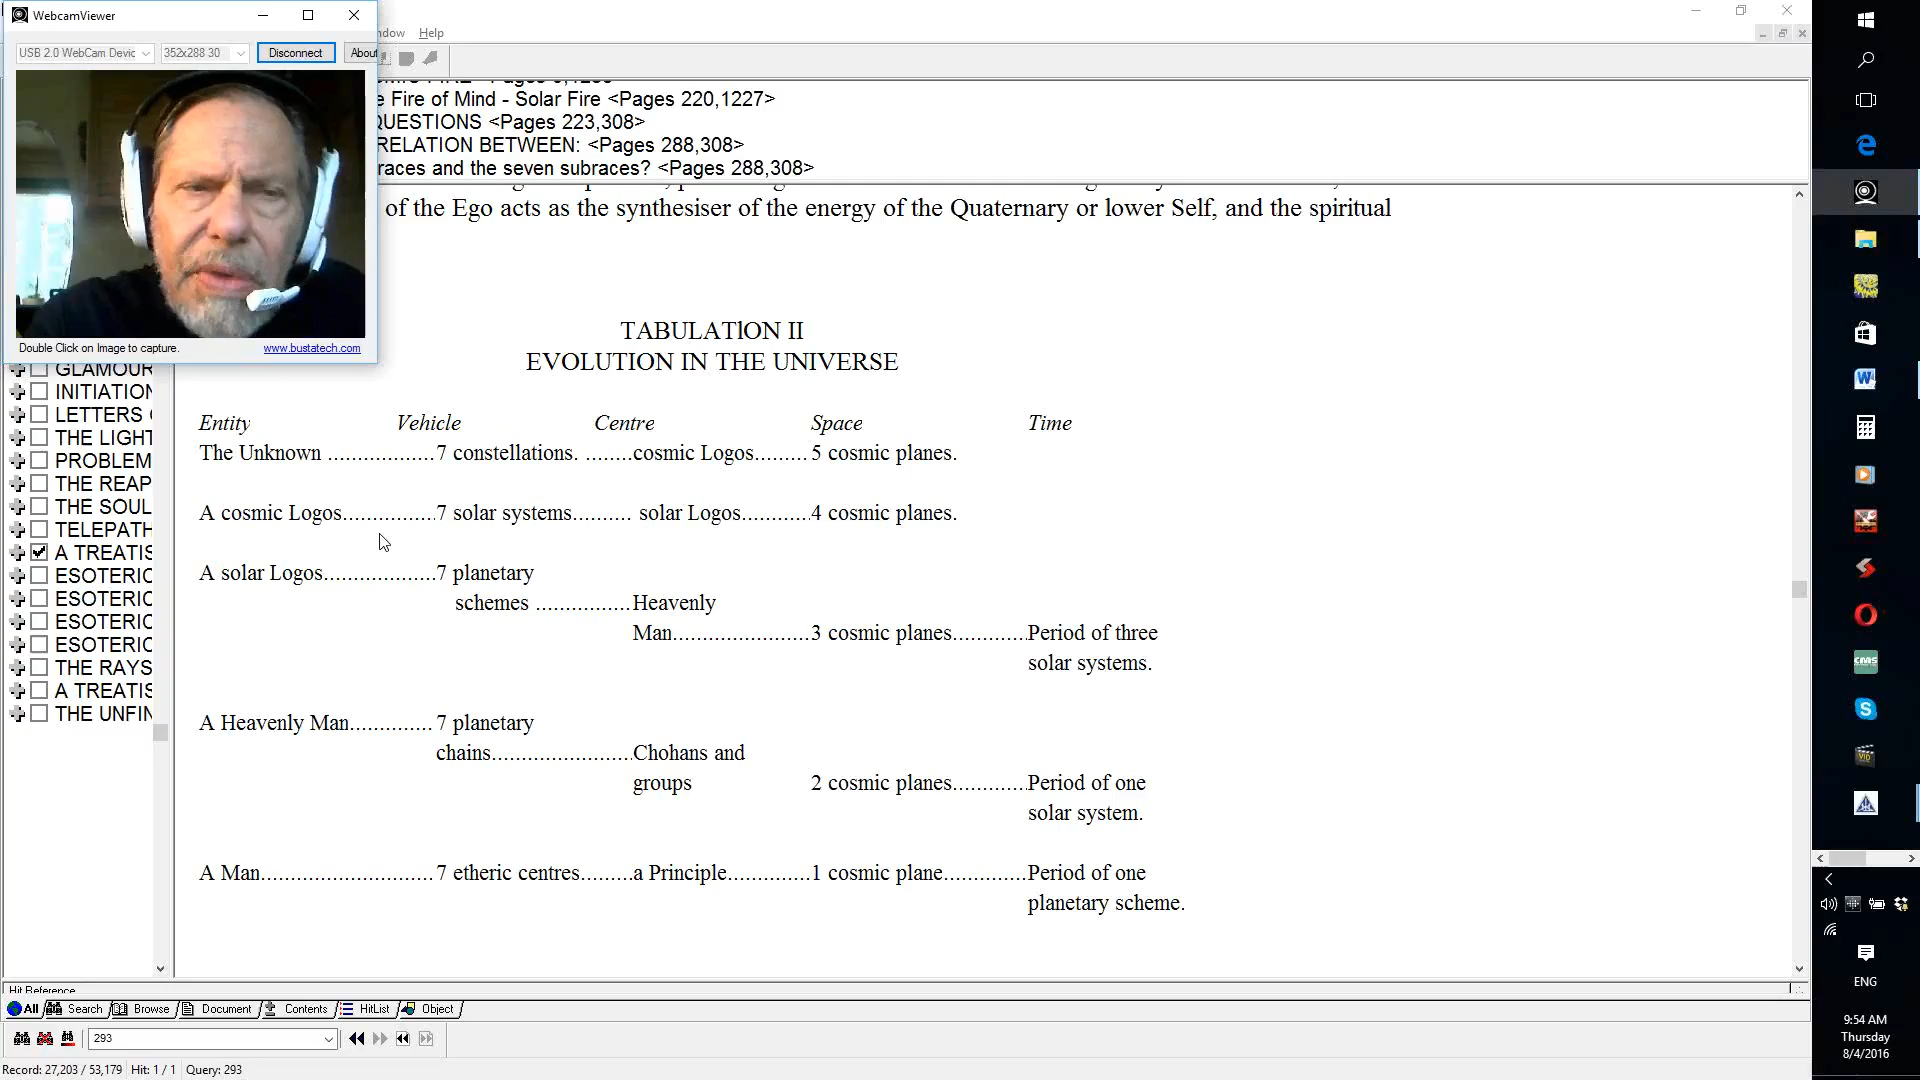 WebcamViewer
USB 2.0 WebCam Devic
352x288 30
Disconnect
About
Double Click on Image to capture.
www.bustatech.com
ndow Help
e Fire of Mind - Solar Fire <Pages 220,1227>
QUESTIONS <Pages 223,308>
RELATION BETWEEN: <Pages 288,308>
races and the seven subraces? <Pages 288,308>
of the Ego acts as the synthesiser of the energy of the Quaternary or lower Self, and the spiritual
GLAMOUR
INITIATION
LETTERS
THE LIGHT
PROBLEM
THE REAP
THE SOUL
TELEPATH
A TREATIS
ESOTERIC
ESOTERIC
ESOTERIC
ESOTERIC
THE RAYS
A TREATIS
THE UNFIN
TABULATION II
EVOLUTION IN THE UNIVERSE
Entity Vehicle Centre Space Time
The Unknown ..................7 constellations. ........cosmic Logos.........5 cosmic planes.
A cosmic Logos................7 solar systems.......... solar Logos............4 cosmic planes.
A solar Logos...................7 planetary
schemes ................Heavenly
Man.......................3 cosmic planes............Period of three
solar systems.
A Heavenly Man..............7 planetary
chains........................Chohans and
groups 2 cosmic planes.............Period of one
solar system.
A Man.............................7 etheric centres.........a Principle..............1 cosmic plane..............Period of one
planetary scheme.
Hit Reference
All Search Browse Document Contents HitList Object
293
Record: 27,203 / 53,179 Hit: 1 / 1 Query: 293
ENG
9:54 AM
Thursday
8/4/2016